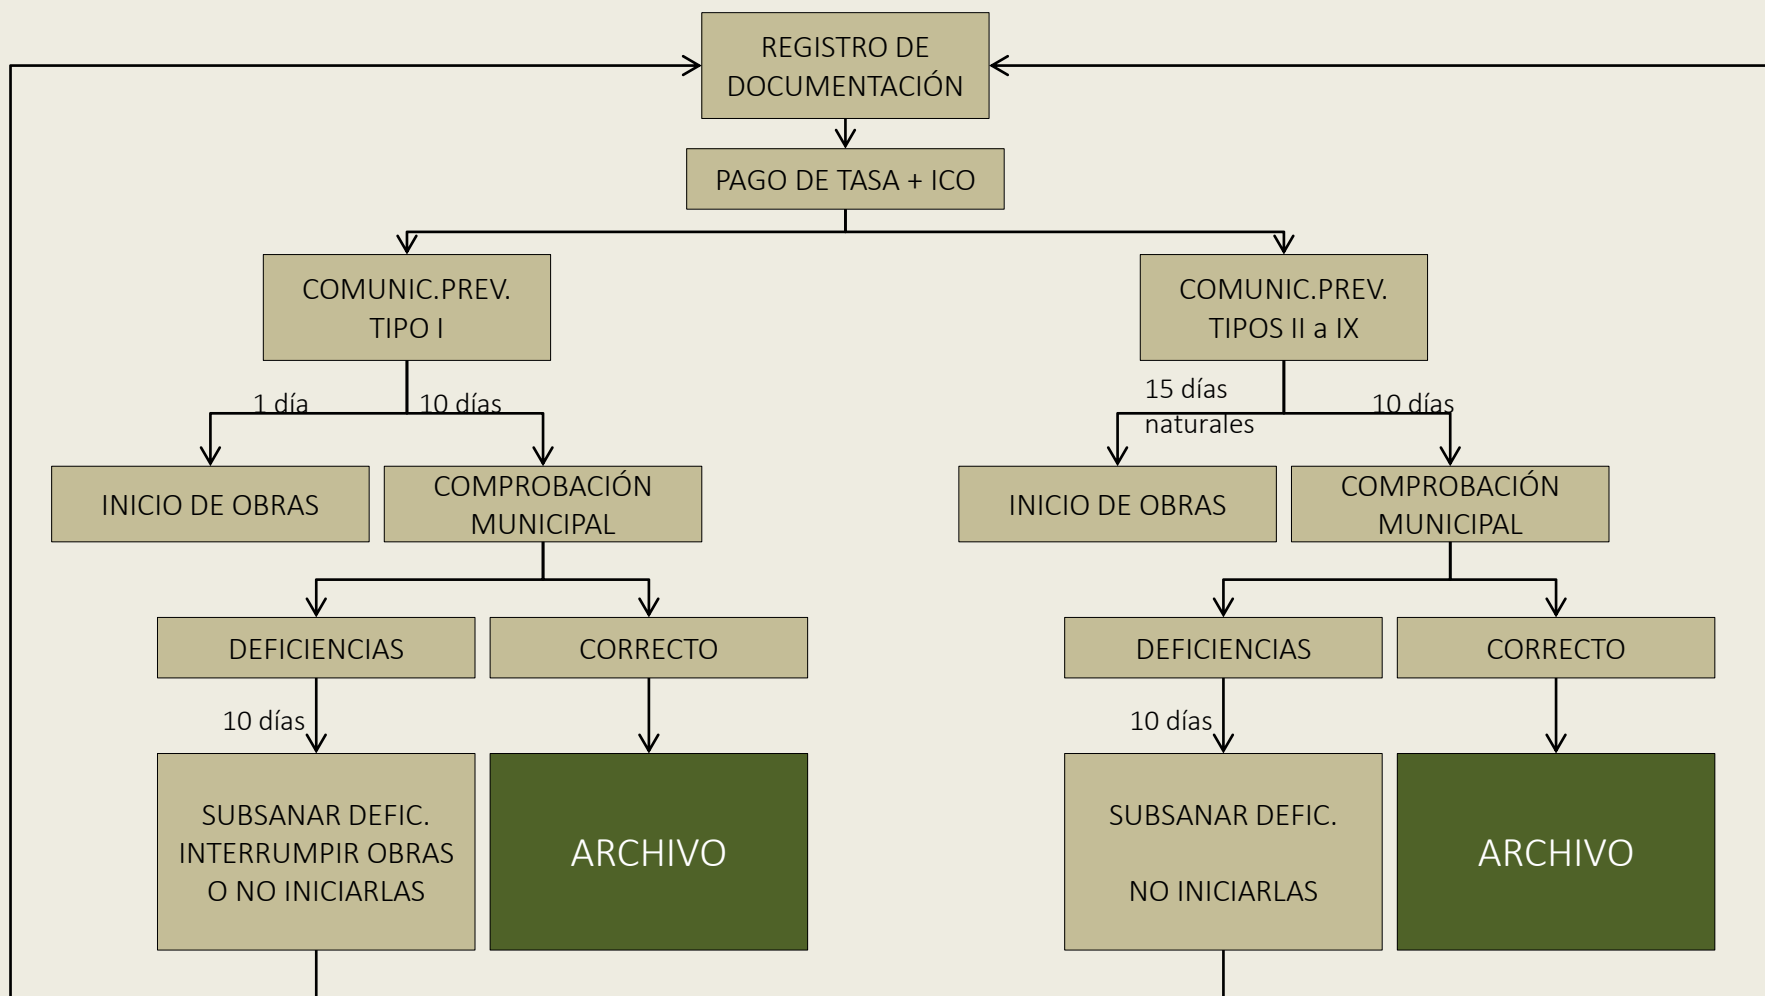 REGISTRO DE
DOCUMENTACIÓN
PAGO DE TASA + ICO
COMUNIC.PREV.
TIPO I
COMUNIC.PREV.
TIPOS II a IX
1 día
10 días
15 días
naturales
10 días
INICIO DE OBRAS
COMPROBACIÓN
MUNICIPAL
INICIO DE OBRAS
COMPROBACIÓN
MUNICIPAL
DEFICIENCIAS
CORRECTO
DEFICIENCIAS
CORRECTO
10 días
10 días
SUBSANAR DEFIC.
INTERRUMPIR OBRAS
O NO INICIARLAS
ARCHIVO
SUBSANAR DEFIC.
NO INICIARLAS
ARCHIVO